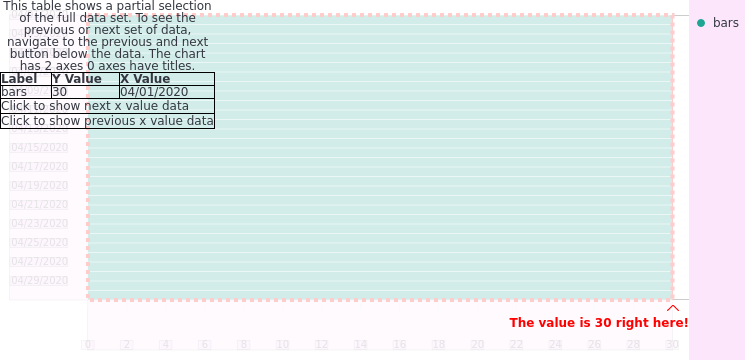 This table shows a partial selection
of the full data set. To see the
previous or next set of data,
navigate to the previous and next
button below the data. The chart
has 2 axes 0 axes have titles.
Label Y Value X Value
bars 30 04/01/2020
Click to show next x value data
Click to show previous x value data
04/15/2020
04/17/2020
04/19/2020
04/21/2020
04/23/2020
04/25/2020
04/27/2020
04/29/2020
bars
The value is 30 right here!
0 2 4 6 8 10 12 14 16 18 20 22 24 26 28 30